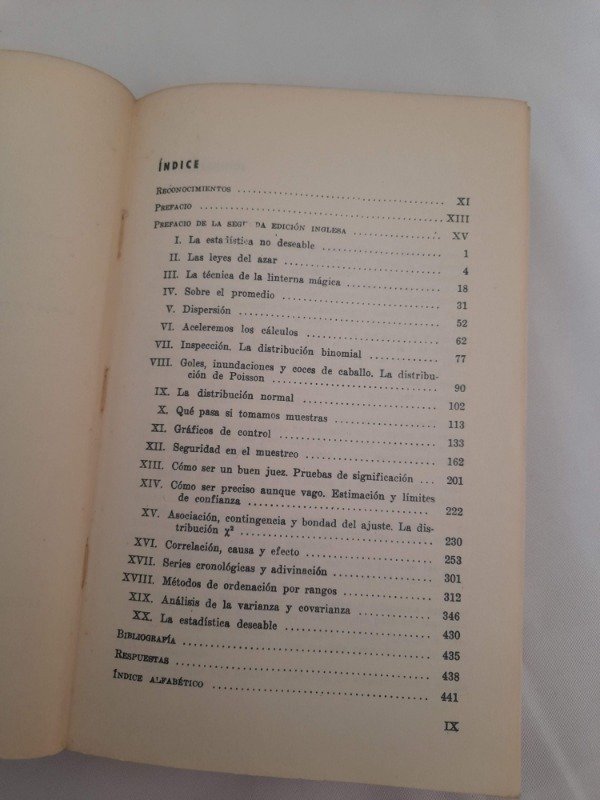 ÍNDICE
RECONOCIMIENTOS ........ XI
PREFACIO ........ XIII
PREFACIO DE LA SEGUNDA EDICIÓN INGLESA ........ XV
I. La estadística no deseable ........ 1
II. Las leyes del azar ........ 4
III. La técnica de la linterna mágica ........ 18
IV. Sobre el promedio ........ 31
V. Dispersión ........ 52
VI. Aceleremos los cálculos ........ 62
VII. Inspección. La distribución binomial ........ 77
VIII. Goles, inundaciones y coces de caballo. La distribu-
ción de Poisson ........ 90
IX. La distribución normal ........ 102
X. Qué pasa si tomamos muestras ........ 113
XI. Gráficos de control ........ 133
XII. Seguridad en el muestreo ........ 162
XIII. Cómo ser un buen juez. Pruebas de significación ... 201
XIV. Cómo ser preciso aunque vago. Estimación y límites
de confianza ........ 222
XV. Asociación, contingencia y bondad del ajuste. La dis-
tribución χ² ........ 230
XVI. Correlación, causa y efecto ........ 253
XVII. Series cronológicas y adivinación ........ 301
XVIII. Métodos de ordenación por rangos ........ 312
XIX. Análisis de la varianza y covarianza ........ 346
XX. La estadística deseable ........ 430
BIBLIOGRAFÍA ........ 435
RESPUESTAS ........ 438
ÍNDICE ALFABÉTICO ........ 441
IX